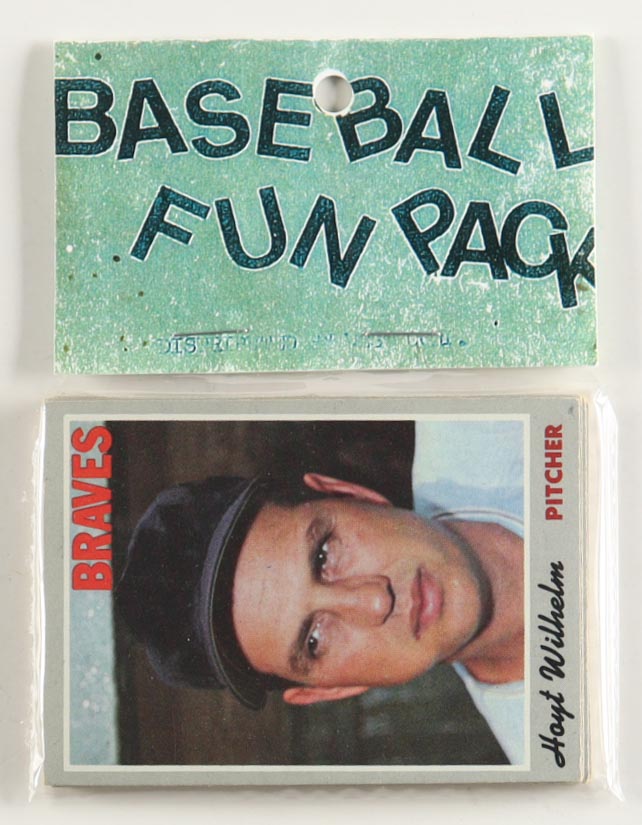 BASEBALL
FUN PACK
BRAVES
Hoyt Wilhelm PITCHER